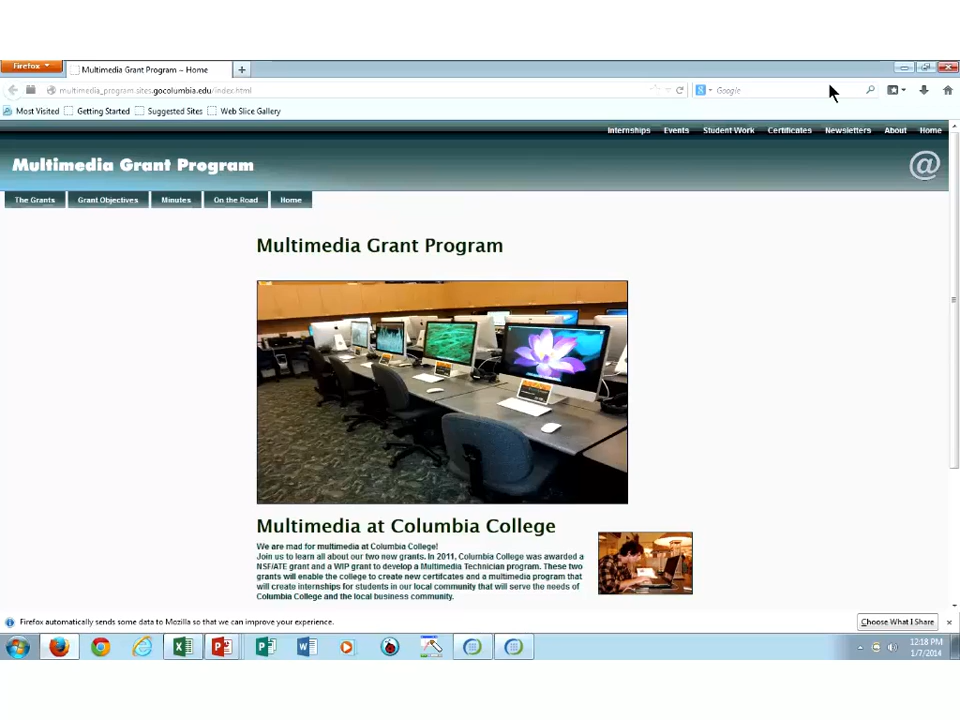 Firefox
Multimedia Grant Program – Home
multimedia_program.sites.gocolumbia.edu/index.html
Google
Most Visited
Getting Started
Suggested Sites
Web Slice Gallery
Internships
Events
Student Work
Certificates
Newsletters
About
Home
Multimedia Grant Program
@
The Grants
Grant Objectives
Minutes
On the Road
Home
Multimedia Grant Program
Multimedia at Columbia College
We are mad for multimedia at Columbia College!
Join us to learn all about our two new grants. In 2011, Columbia College was awarded a
NSF/ATE grant and a WIP grant to develop a Multimedia Technician program. These two
grants will enable the college to create new certifcates and a multimedia program that
will create internships for students in our local community that will serve the needs of
Columbia College and the local business community.
Firefox automatically sends some data to Mozilla so that we can improve your experience.
Choose What I Share
12:18 PM
1/7/2014